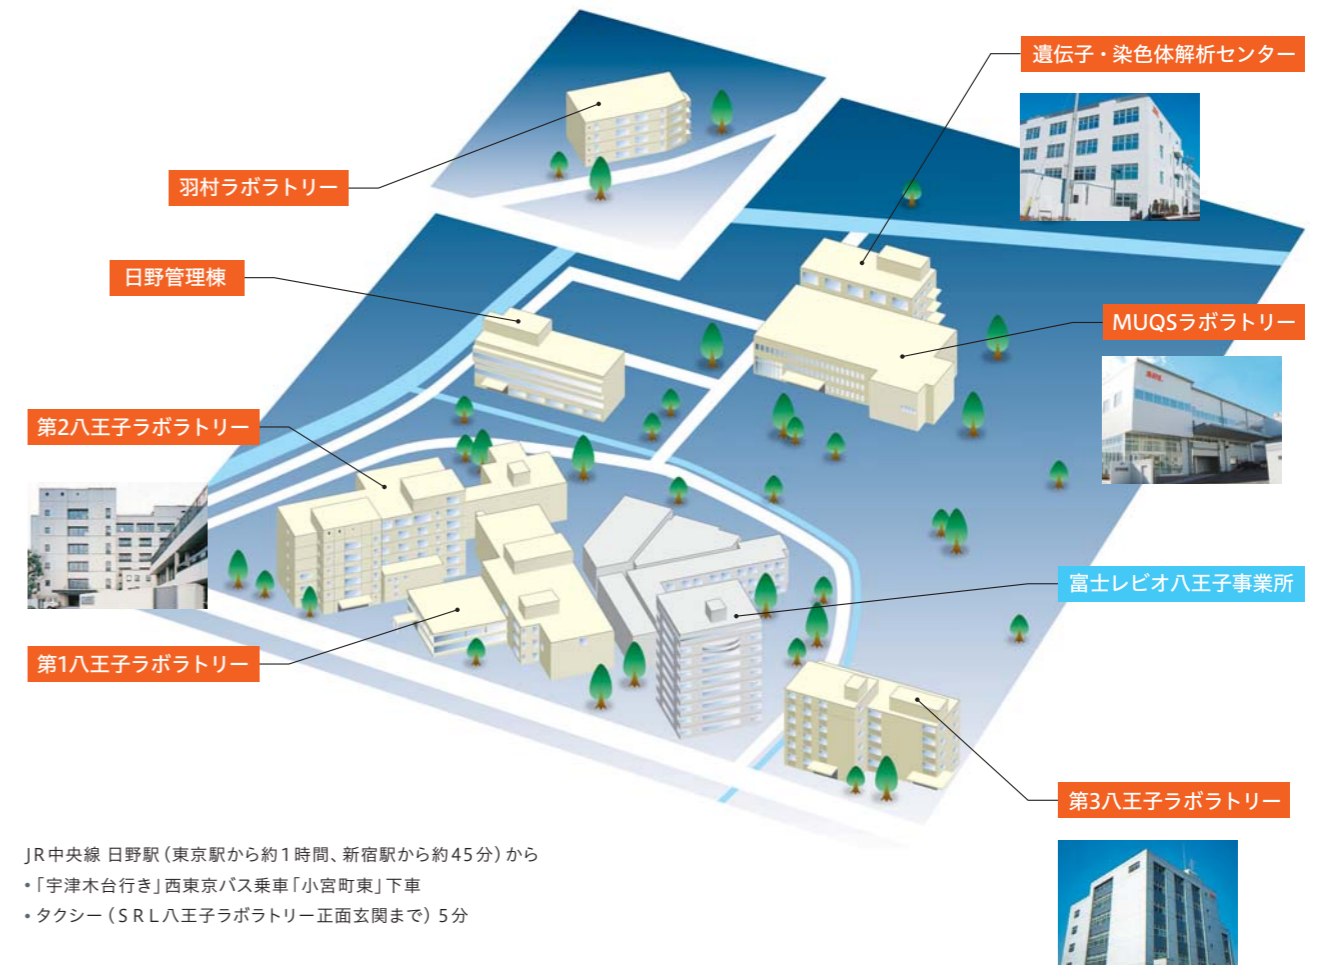 遺伝子・染色体解析センター
羽村ラボラトリー
日野管理棟
MUQSラボラトリー
第2八王子ラボラトリー
富士レビオ八王子事業所
第1八王子ラボラトリー
第3八王子ラボラトリー
JR中央線 日野駅（東京駅から約1時間、新宿駅から約45分）から
•「宇津木台行き」西東京バス乗車「小宮町東」下車
•タクシー（SRL八王子ラボラトリー正面玄関まで）5分